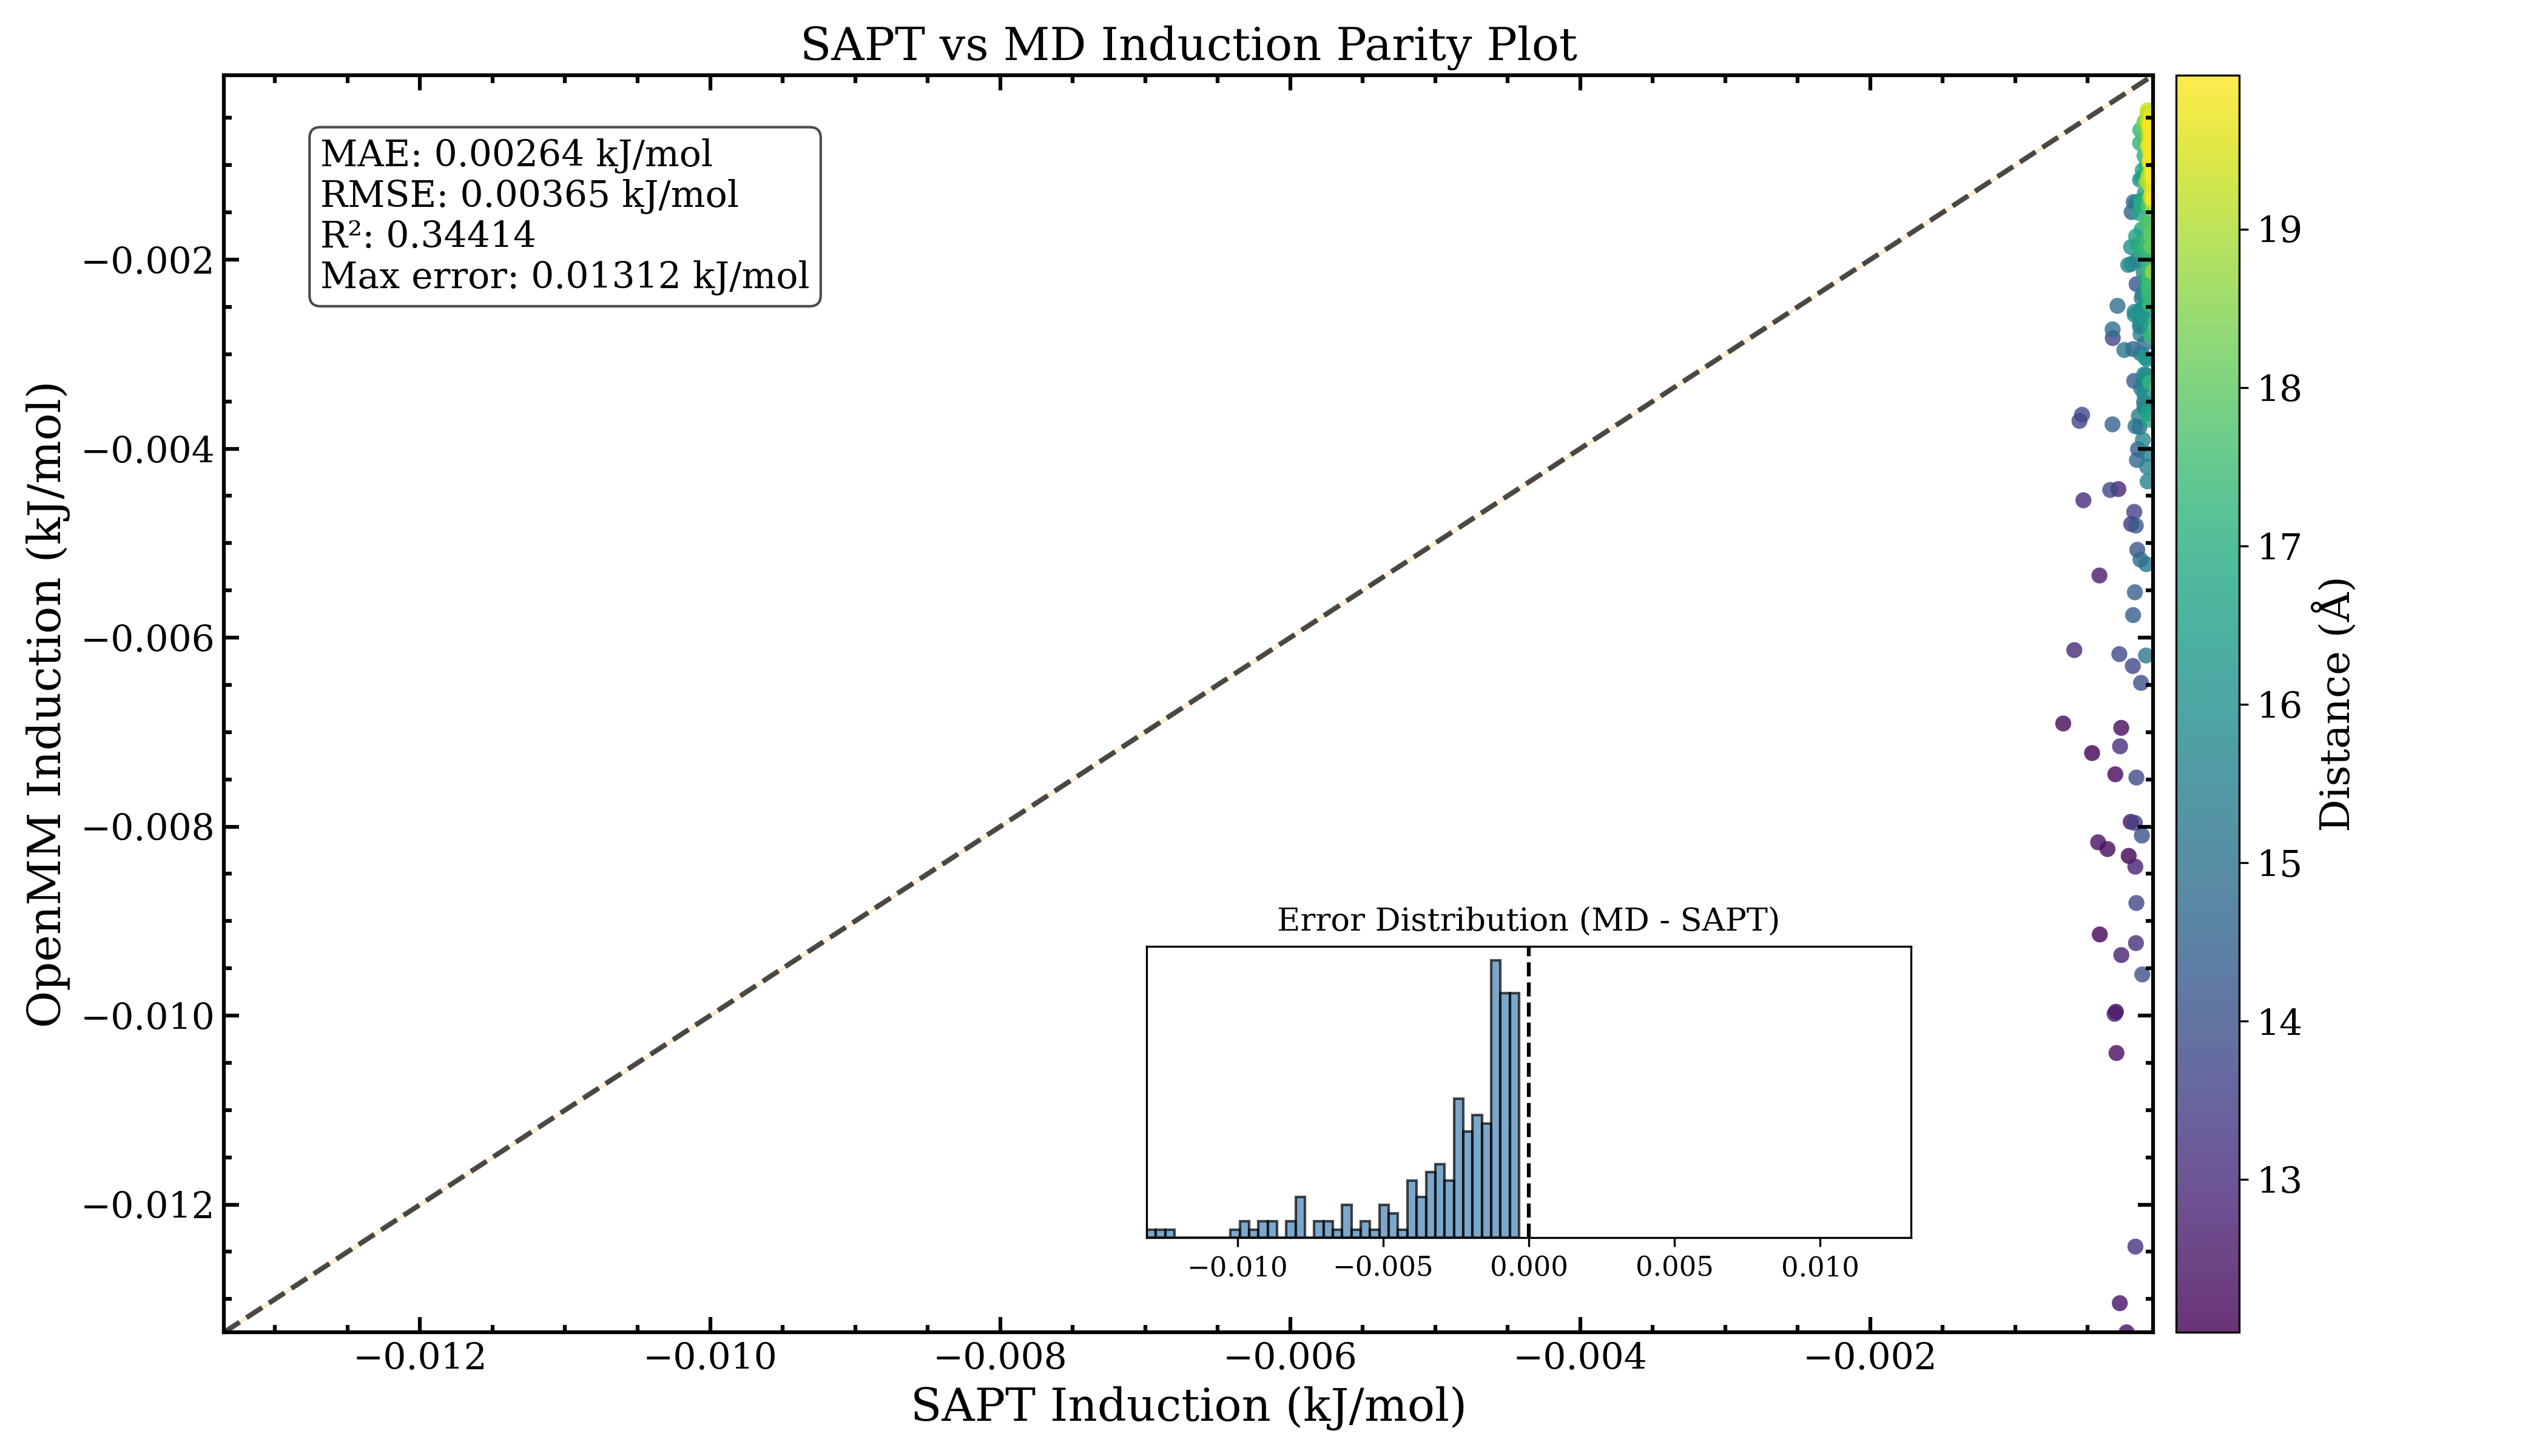 SAPT vs MD Induction Parity Plot
MAE: 0.00264 kJ/mol
RMSE: 0.00365 kJ/mol
R²: 0.34414
Max error: 0.01312 kJ/mol
OpenMM Induction (kJ/mol)
−0.002
−0.004
−0.006
−0.008
−0.010
−0.012
Error Distribution (MD - SAPT)
−0.010 −0.005 0.000 0.005 0.010
−0.012 −0.010 −0.008 −0.006 −0.004 −0.002
SAPT Induction (kJ/mol)
19
18
17
16
15
14
13
Distance (Å)